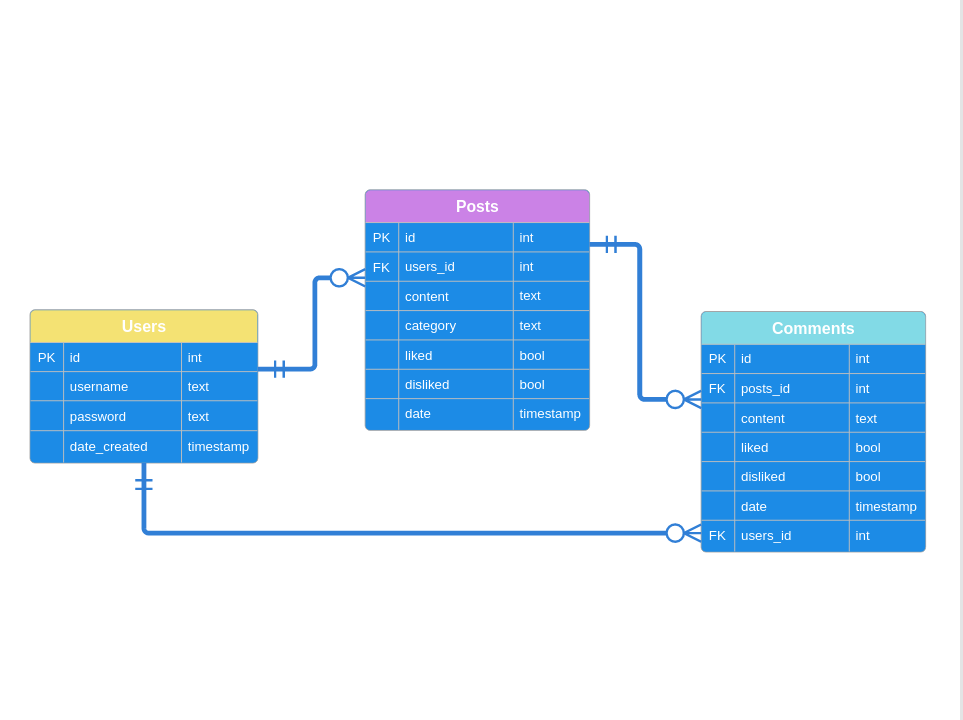 Posts
PK id int
FK users_id int
content text
category text
liked bool
disliked bool
date timestamp
Users
PK id int
username text
password text
date_created timestamp
Comments
PK id int
FK posts_id int
content text
liked bool
disliked bool
date timestamp
FK users_id int